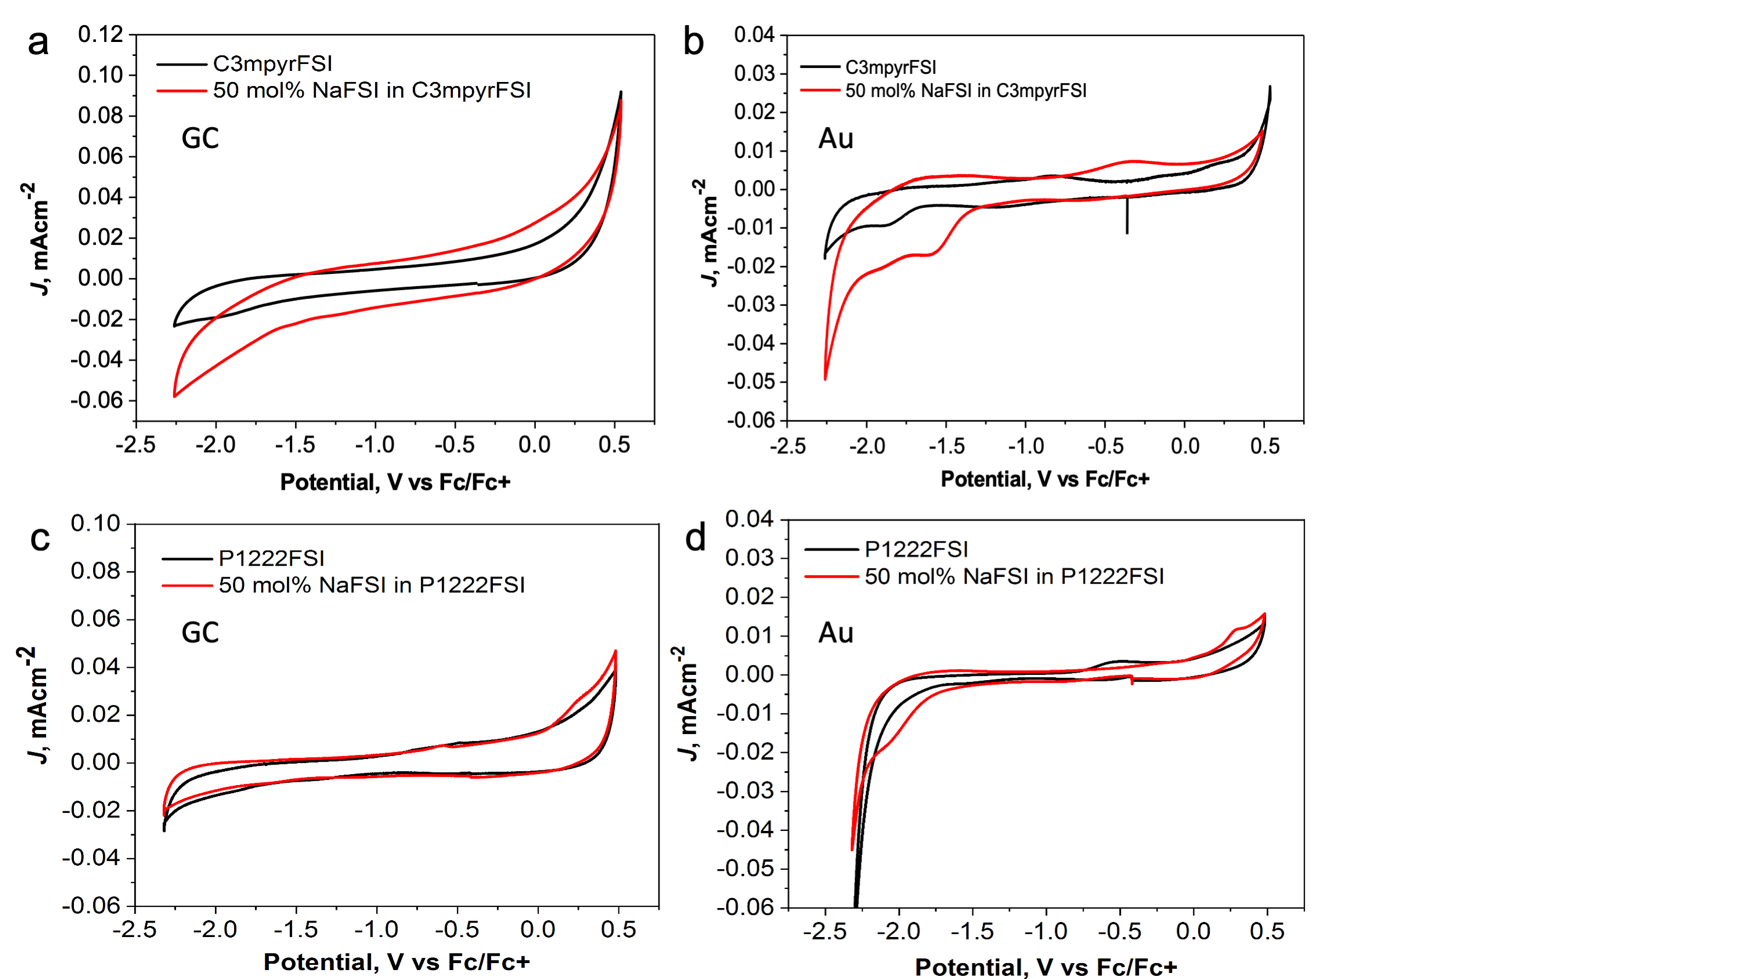 a
0.12
0.10
0.08
0.06
0.04
0.02
0.00
-0.02
-0.04
-0.06
J, mAcm-2
C3mpyrFSI
50 mol% NaFSI in C3mpyrFSI
GC
-2.5 -2.0 -1.5 -1.0 -0.5 0.0 0.5
Potential, V vs Fc/Fc+
b
0.04
0.03
0.02
0.01
0.00
-0.01
-0.02
-0.03
-0.04
-0.05
-0.06
J, mAcm-2
C3mpyrFSI
50 mol% NaFSI in C3mpyrFSI
Au
-2.5 -2.0 -1.5 -1.0 -0.5 0.0 0.5
Potential, V vs Fc/Fc+
c
0.10
0.08
0.06
0.04
0.02
0.00
-0.02
-0.04
-0.06
J, mAcm-2
P1222FSI
50 mol% NaFSI in P1222FSI
GC
-2.5 -2.0 -1.5 -1.0 -0.5 0.0 0.5
Potential, V vs Fc/Fc+
d
0.04
0.03
0.02
0.01
0.00
-0.01
-0.02
-0.03
-0.04
-0.05
-0.06
J, mAcm-2
P1222FSI
50 mol% NaFSI in P1222FSI
Au
-2.5 -2.0 -1.5 -1.0 -0.5 0.0 0.5
Potential, V vs Fc/Fc+